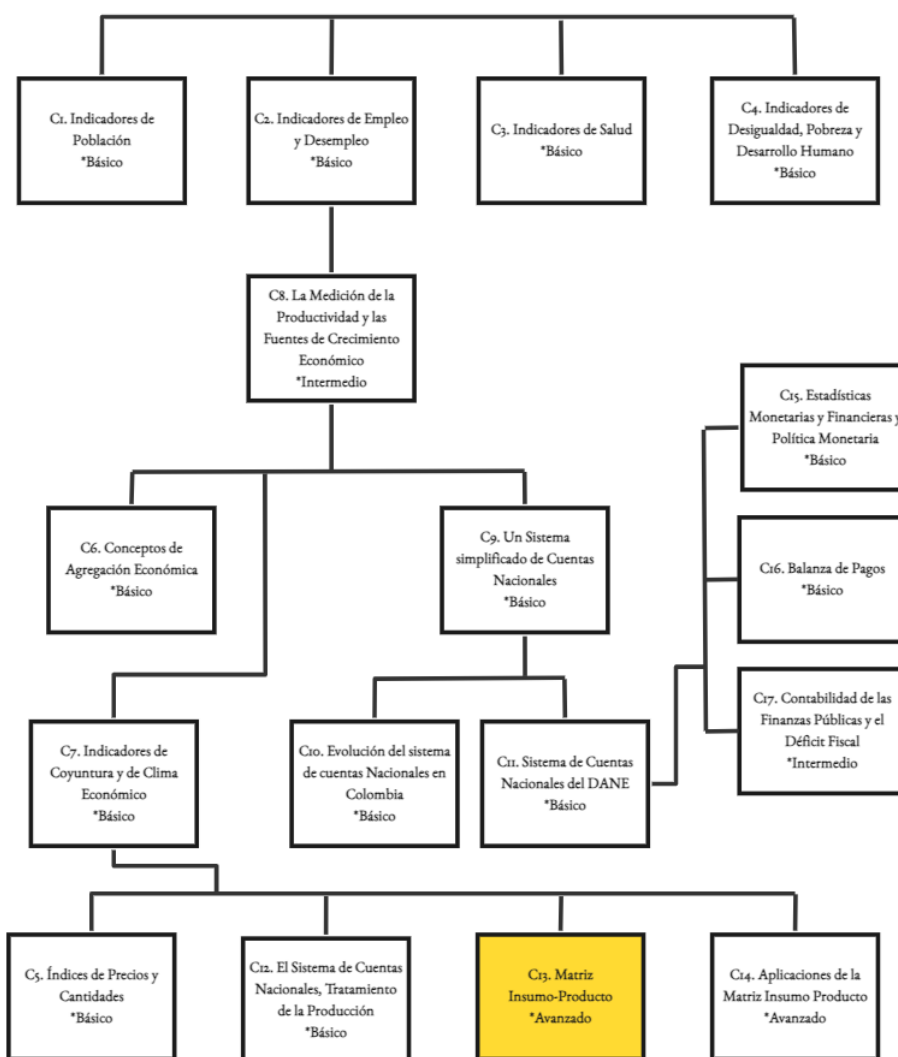 C1. Indicadores de
Población
*Básico
C2. Indicadores de Empleo
y Desempleo
*Básico
C3. Indicadores de Salud
*Básico
C4. Indicadores de
Desigualdad, Pobreza y
Desarrollo Humano
*Básico
C8. La Medición de la
Productividad y las
Fuentes de Crecimiento
Económico
*Intermedio
C15. Estadísticas
Monetarias y Financieras y
Política Monetaria
*Básico
C6. Conceptos de
Agregación Económica
*Básico
C9. Un Sistema
simplificado de Cuentas
Nacionales
*Básico
C16. Balanza de Pagos
*Básico
C7. Indicadores de
Coyuntura y de Clima
Económico
*Básico
C10. Evolución del sistema
de cuentas Nacionales en
Colombia
*Básico
C11. Sistema de Cuentas
Nacionales del DANE
*Básico
C17. Contabilidad de las
Finanzas Públicas y el
Déficit Fiscal
*Intermedio
C5. Índices de Precios y
Cantidades
*Básico
C12. El Sistema de Cuentas
Nacionales, Tratamiento
de la Producción
*Básico
C13. Matriz
Insumo-Producto
*Avanzado
C14. Aplicaciones de la
Matriz Insumo Producto
*Avanzado